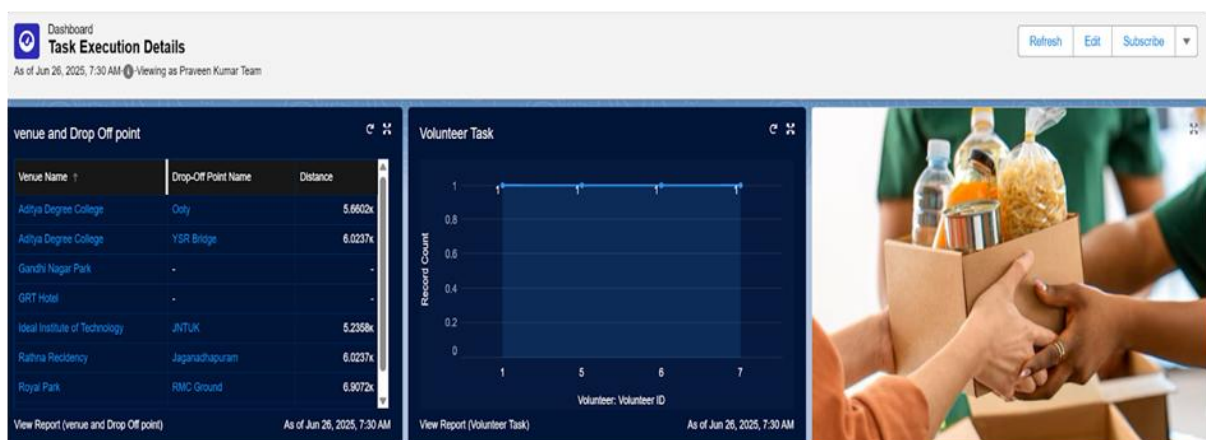 Dashboard
Task Execution Details
As of Jun 26, 2025, 7:30 AM·Viewing as Praveen Kumar Team
Refresh Edit Subscribe
venue and Drop Off point
Venue Name ↑ Drop-Off Point Name Distance
Aditya Degree College Ooty 5.6602k
Aditya Degree College YSR Bridge 6.0237k
Gandhi Nagar Park - -
GRT Hotel - -
Ideal Institute of Technology JNTUK 5.2358k
Rathna Recidency Jaganadhapuram 6.0237k
Royal Park RMC Ground 6.9072k
View Report (venue and Drop Off point) As of Jun 26, 2025, 7:30 AM
Volunteer Task
Record Count
1
0.8
0.6
0.4
0.2
0
1 1 1 1
1 5 6 7
Volunteer: Volunteer ID
View Report (Volunteer Task) As of Jun 26, 2025, 7:30 AM